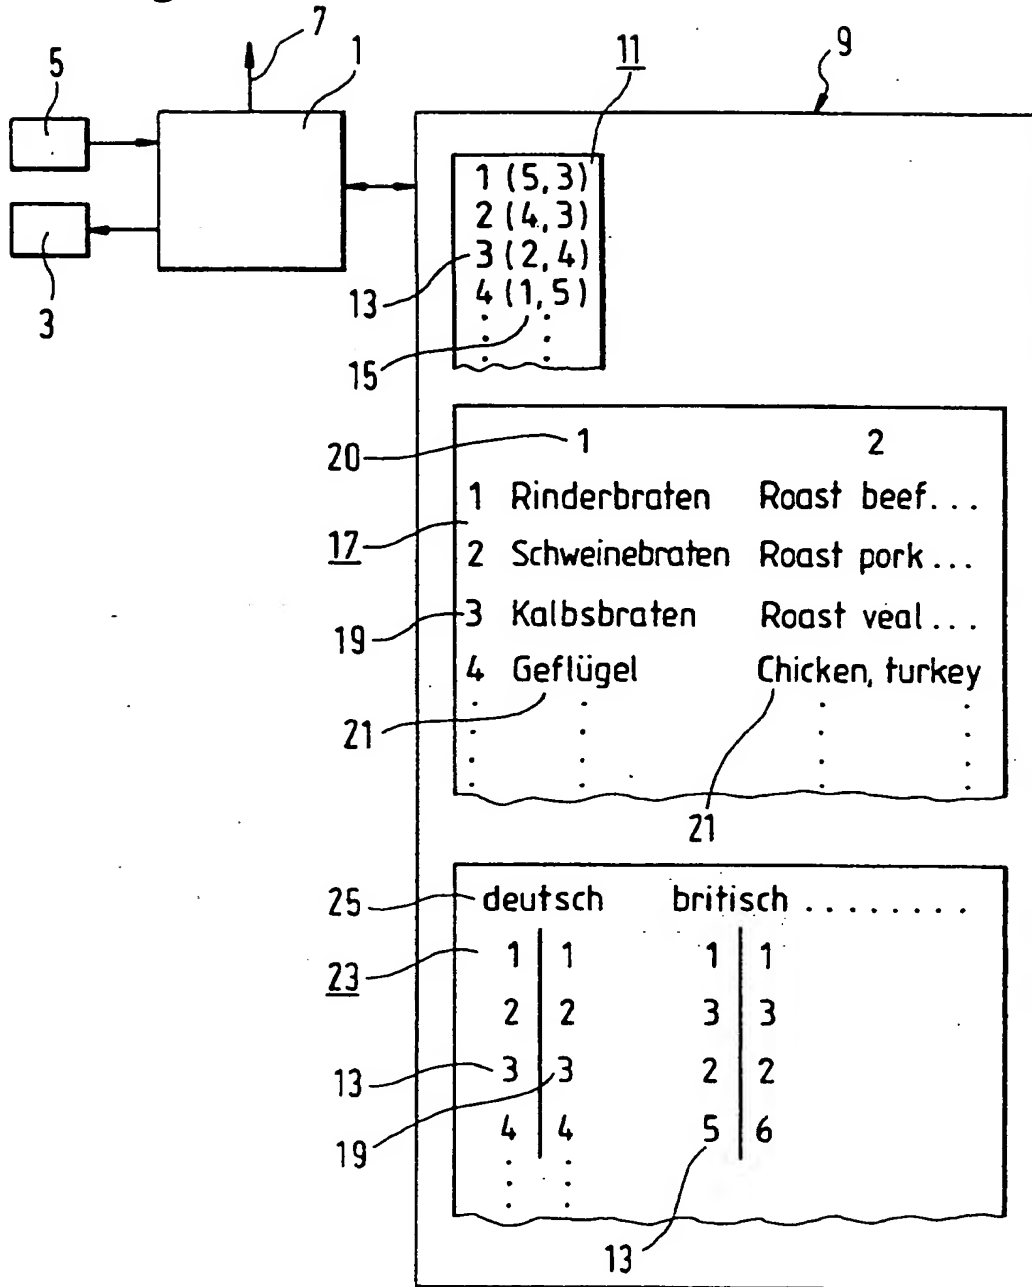 7
1
9
5
11
1 (5,3)
2 (4,3)
3 (2,4)
4 (1,5)
13
3
15
20 1 2
1 Rinderbraten Roast beef...
17
2 Schweinebraten Roast pork...
19 3 Kalbsbraten Roast veal...
4 Geflügel Chicken, turkey
21
21
25 deutsch britisch .........
1 1 1 1
23
2 2 3 3
13 3 3 2 2
19 4 4 5 6
13